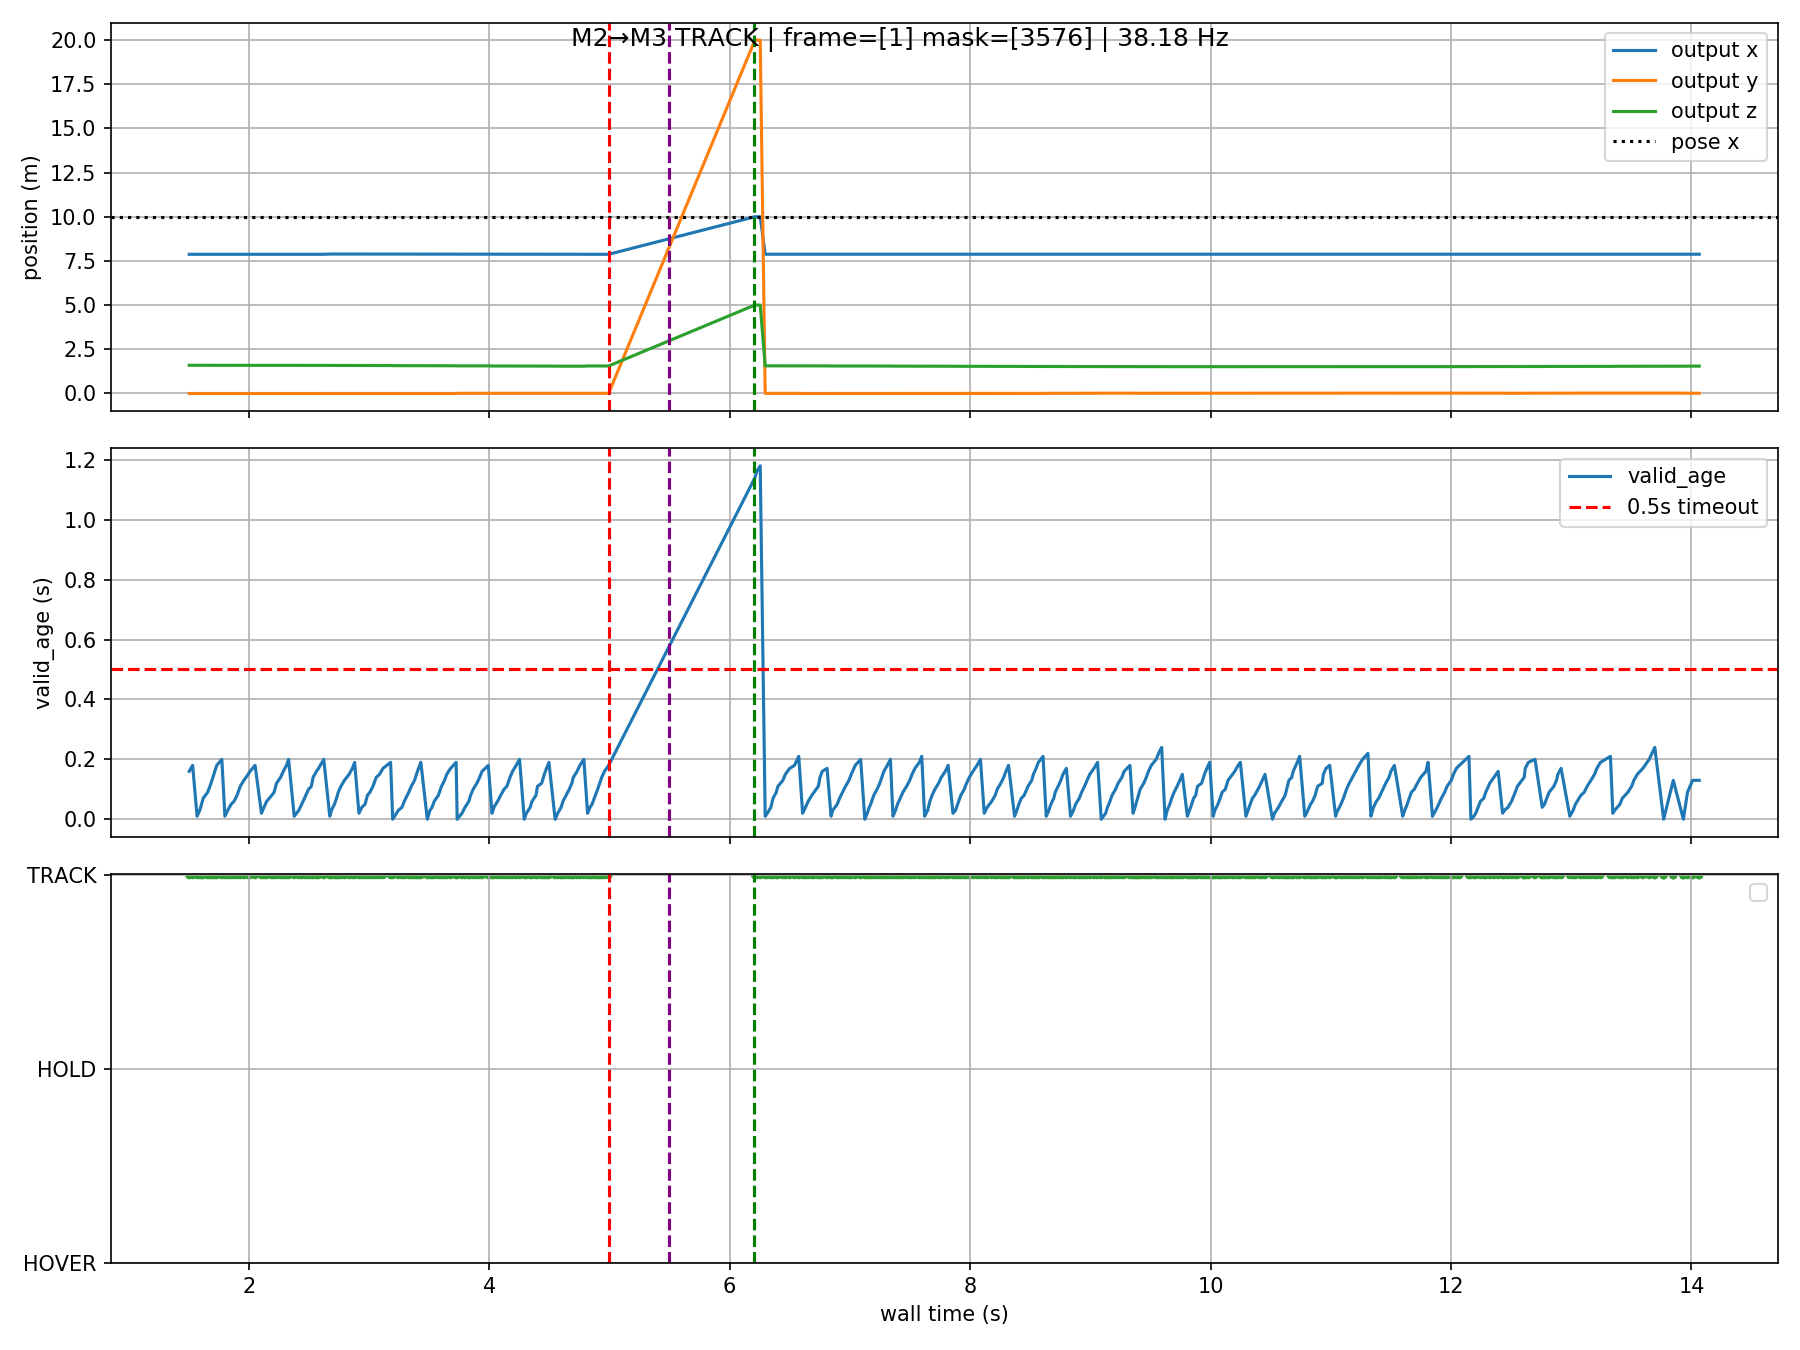 M2→M3 TRACK | frame=[1] mask=[3576] | 38.18 Hz
position (m)
20.0
17.5
15.0
12.5
10.0
7.5
5.0
2.5
0.0
output x
output y
output z
pose x
valid_age (s)
1.2
1.0
0.8
0.6
0.4
0.2
0.0
valid_age
0.5s timeout
TRACK
HOLD
HOVER
2 4 6 8 10 12 14
wall time (s)